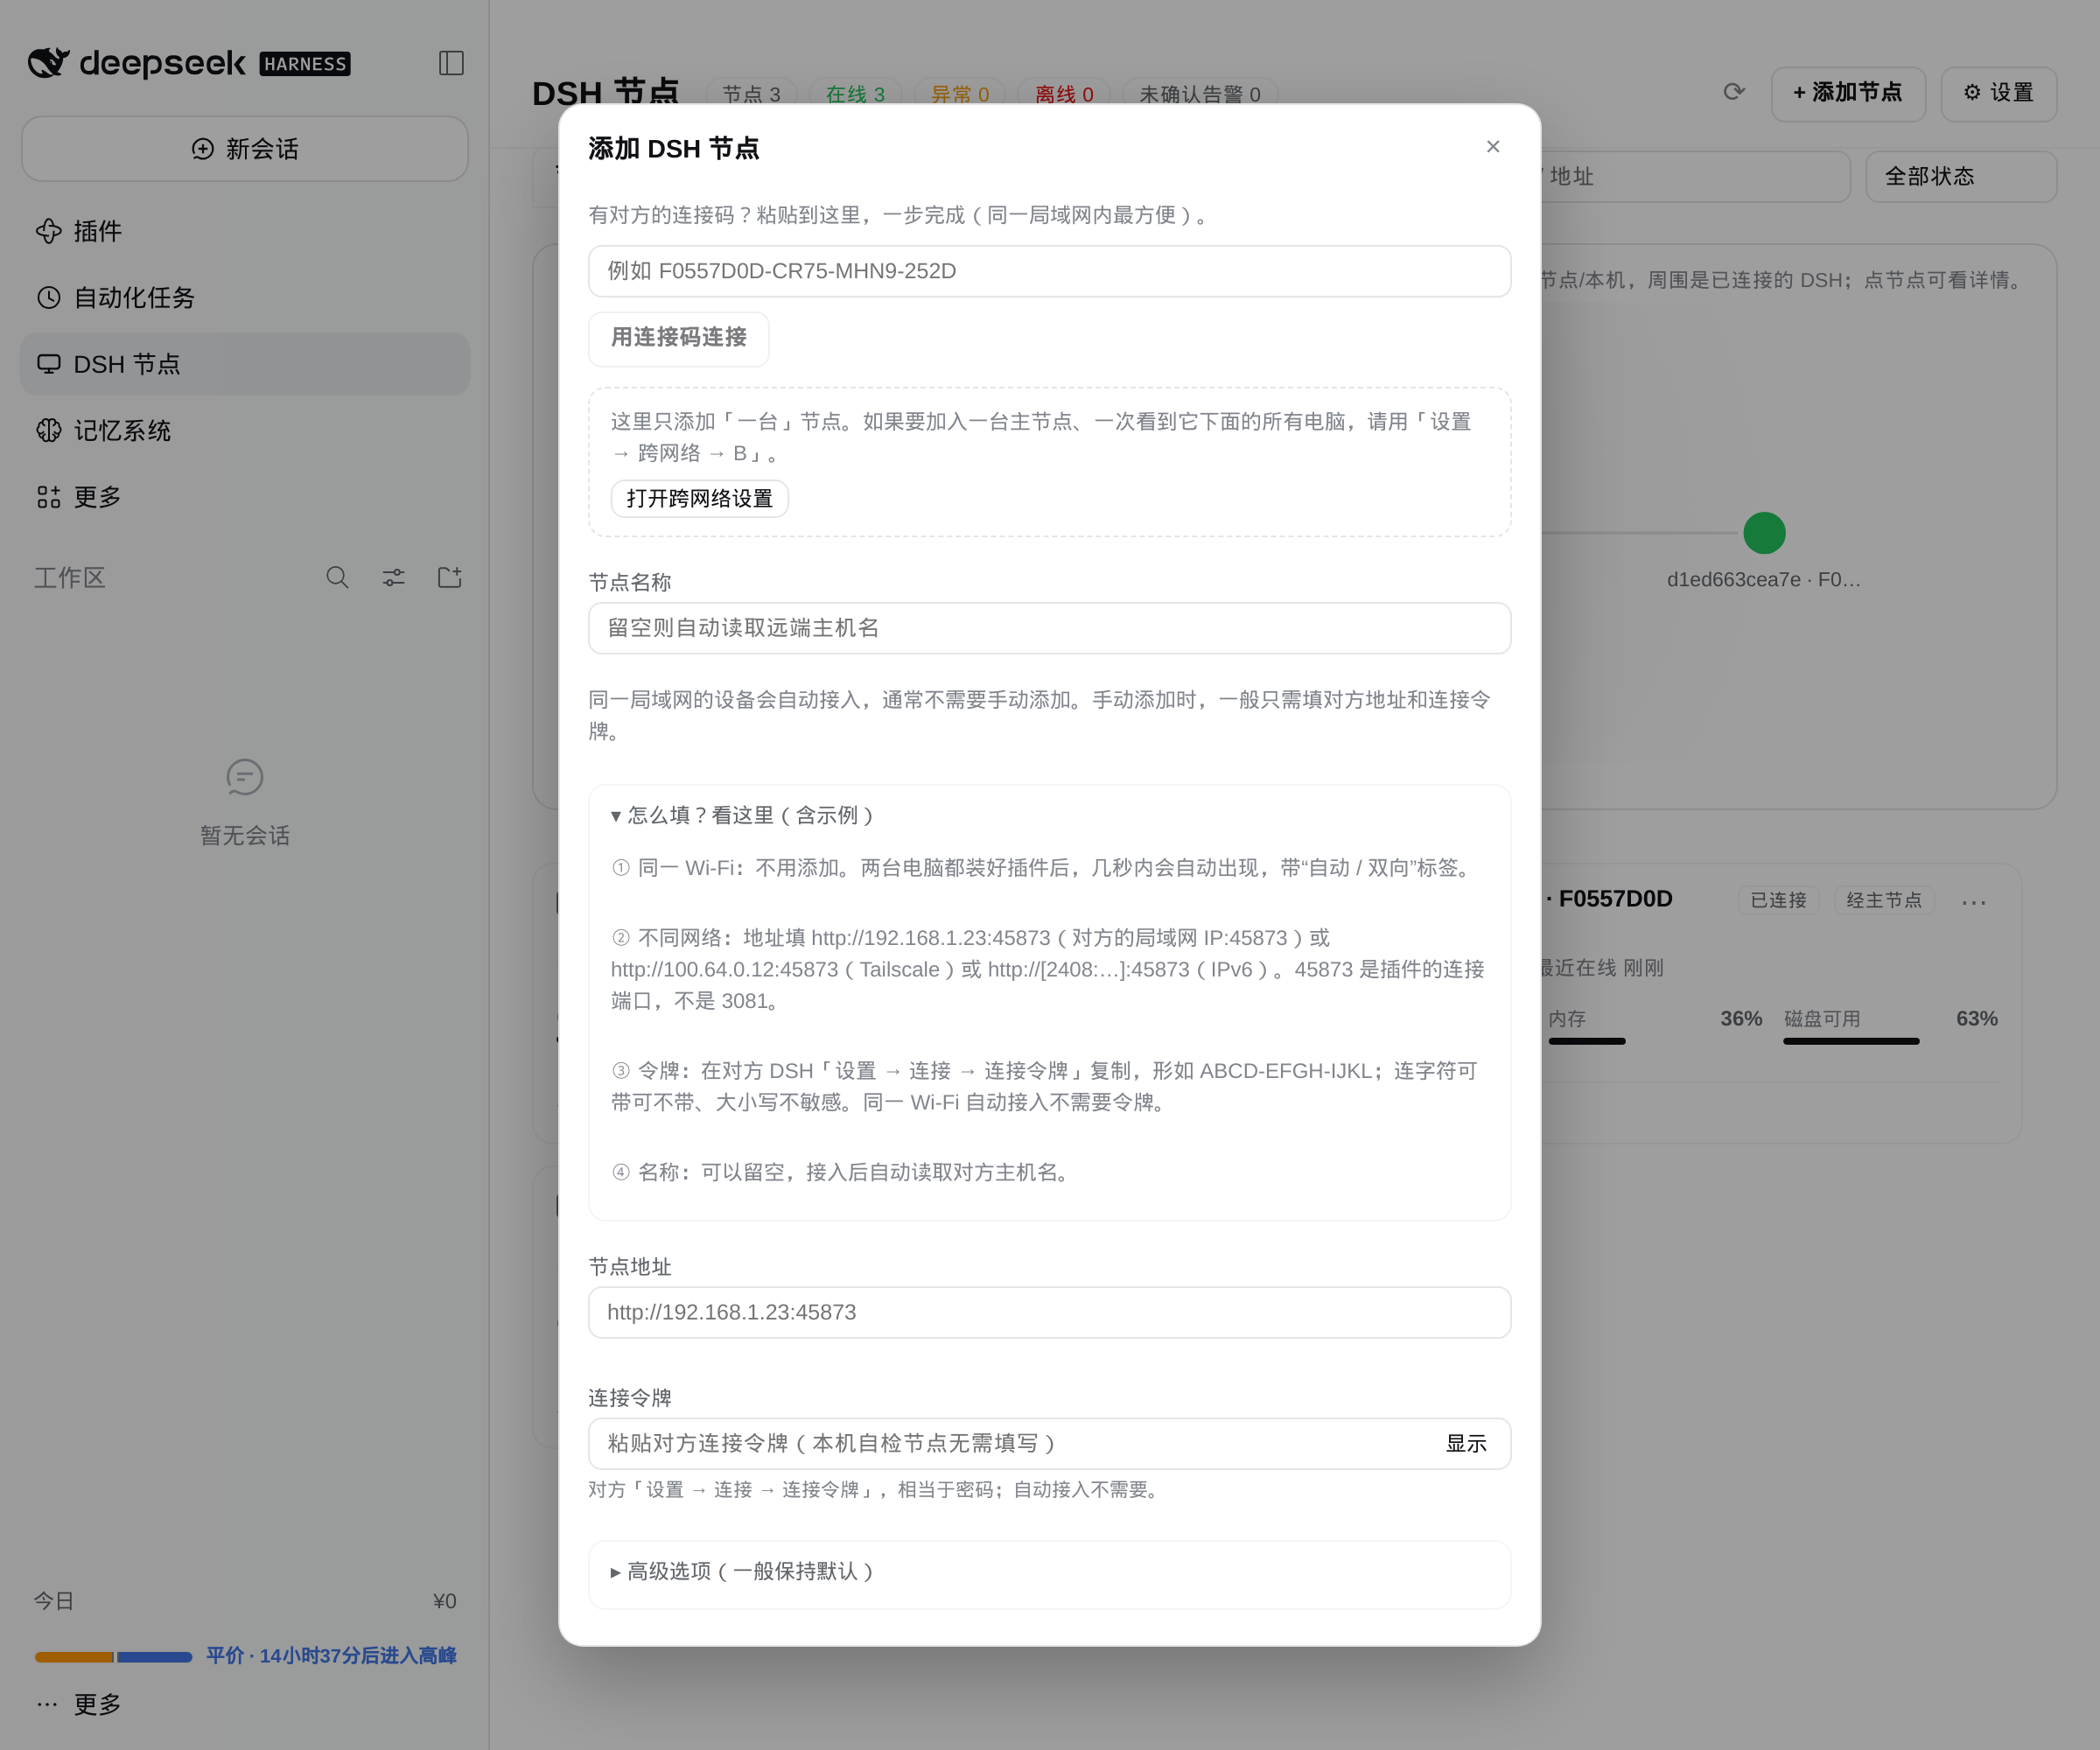 deepseek HARNESS
新会话
插件
自动化任务
DSH 节点
记忆系统
更多
工作区
暂无会话
今日 ¥0
平价 · 14小时37分后进入高峰
更多
DSH 节点 节点 3 在线 3 异常 0 离线 0 未确认告警 0
+ 添加节点 设置
地址 全部状态
节点/本机，周围是已连接的 DSH；点节点可看详情。
d1ed663cea7e · F0…
· F0557D0D 已连接 经主节点 …
最近在线 刚刚
内存 36% 磁盘可用 63%
添加 DSH 节点 ×
有对方的连接码？粘贴到这里，一步完成（同一局域网内最方便）。
例如 F0557D0D-CR75-MHN9-252D
用连接码连接
这里只添加「一台」节点。如果要加入一台主节点、一次看到它下面的所有电脑，请用「设置
→ 跨网络 → B」。
打开跨网络设置
节点名称
留空则自动读取远端主机名
同一局域网的设备会自动接入，通常不需要手动添加。手动添加时，一般只需填对方地址和连接令
牌。
▾ 怎么填？看这里（含示例）
① 同一 Wi-Fi：不用添加。两台电脑都装好插件后，几秒内会自动出现，带“自动 / 双向”标签。
② 不同网络：地址填 http://192.168.1.23:45873（对方的局域网 IP:45873）或
http://100.64.0.12:45873（Tailscale）或 http://[2408:…]:45873（IPv6）。45873 是插件的连接
端口，不是 3081。
③ 令牌：在对方 DSH「设置 → 连接 → 连接令牌」复制，形如 ABCD-EFGH-IJKL；连字符可
带可不带、大小写不敏感。同一 Wi-Fi 自动接入不需要令牌。
④ 名称：可以留空，接入后自动读取对方主机名。
节点地址
http://192.168.1.23:45873
连接令牌
粘贴对方连接令牌（本机自检节点无需填写） 显示
对方「设置 → 连接 → 连接令牌」，相当于密码；自动接入不需要。
▸ 高级选项（一般保持默认）